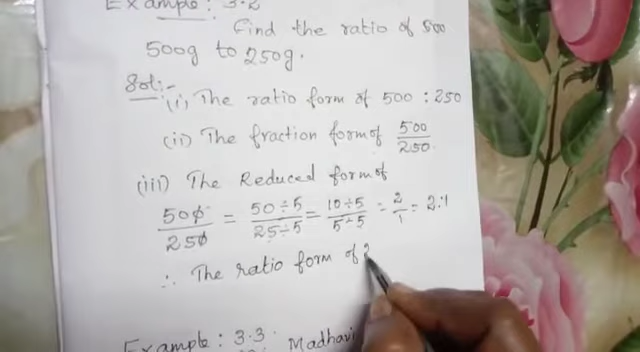 Example : 3.2
Find the ratio of 500
500g to 250g.
Sol:-
(i) The ratio form of 500 : 250
(ii) The fraction form of 500/250
(iii) The Reduced form of
500/250 = 50÷5/25÷5 = 10÷5/5÷5 = 2/1 = 2:1
∴ The ratio form of 2
Example : 3.3
Madhavi